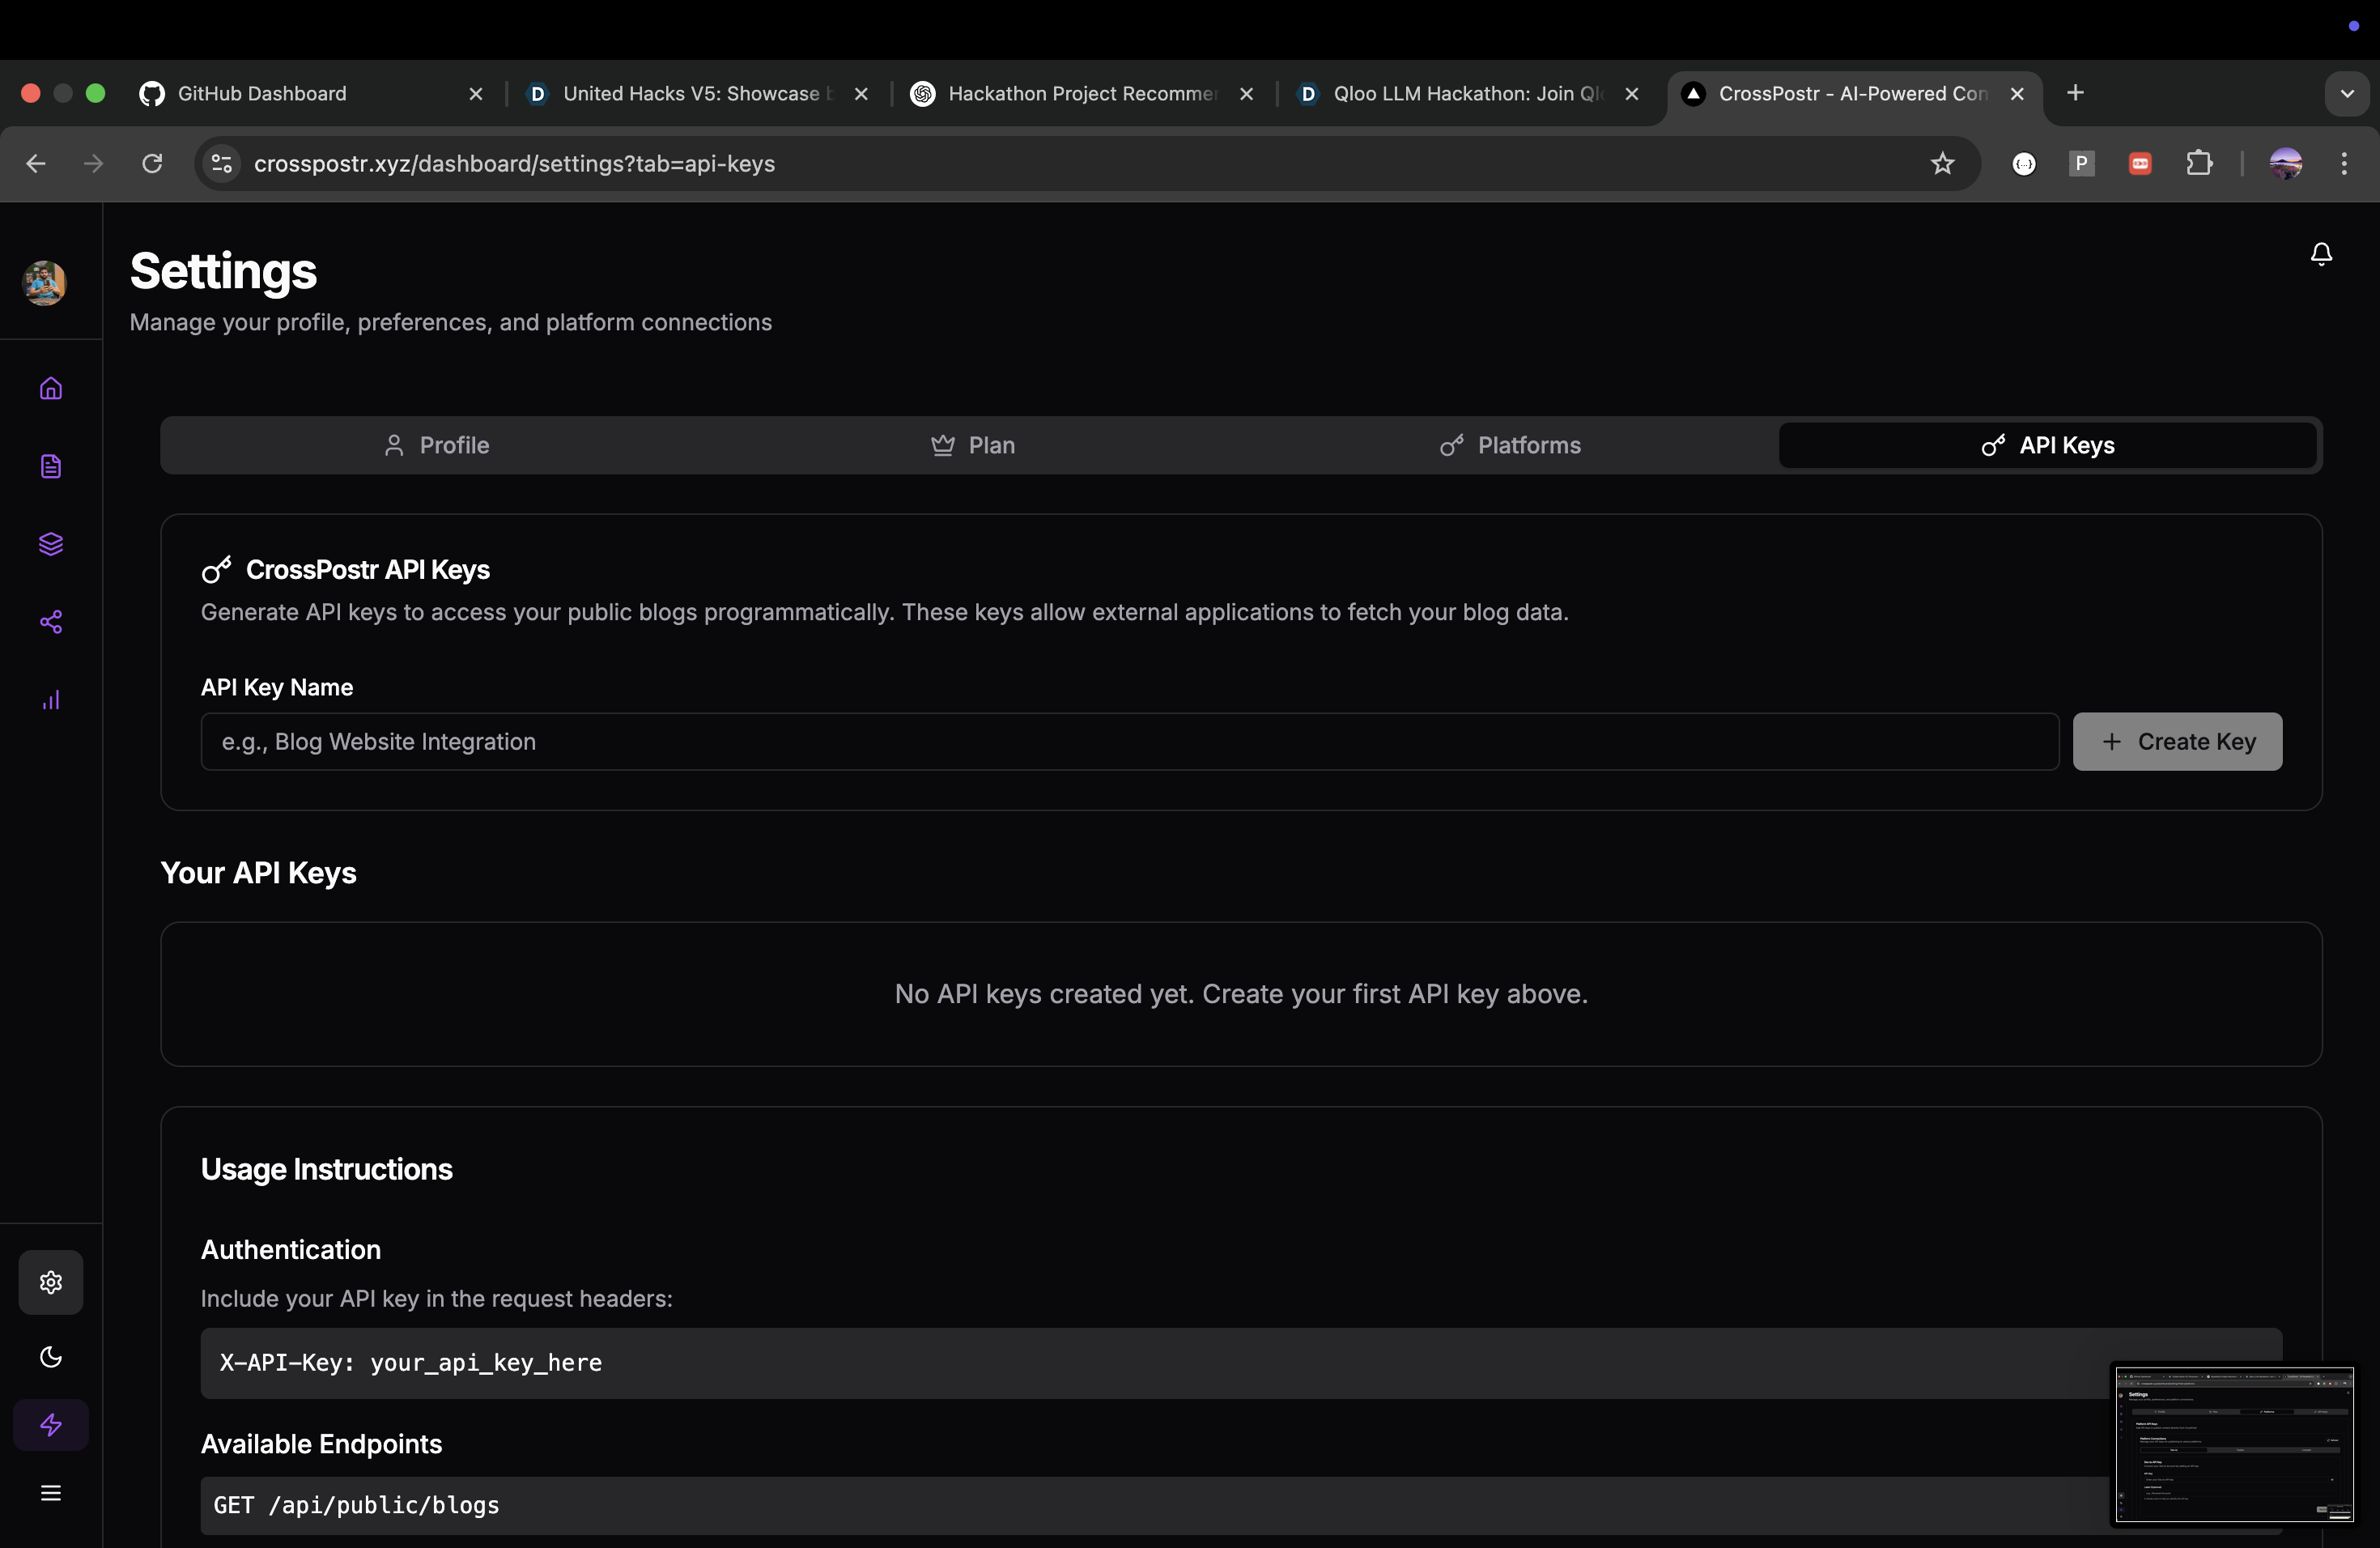 GitHub Dashboard
United Hacks V5: Showcase
Hackathon Project Recommer
Qloo LLM Hackathon: Join Ql
CrossPostr - AI-Powered Con
crosspostr.xyz/dashboard/settings?tab=api-keys
P
Settings
Manage your profile, preferences, and platform connections
Profile
Plan
Platforms
API Keys
CrossPostr API Keys
Generate API keys to access your public blogs programmatically. These keys allow external applications to fetch your blog data.
API Key Name
e.g., Blog Website Integration
+ Create Key
Your API Keys
No API keys created yet. Create your first API key above.
Usage Instructions
Authentication
Include your API key in the request headers:
X-API-Key: your_api_key_here
Available Endpoints
GET /api/public/blogs
Settings